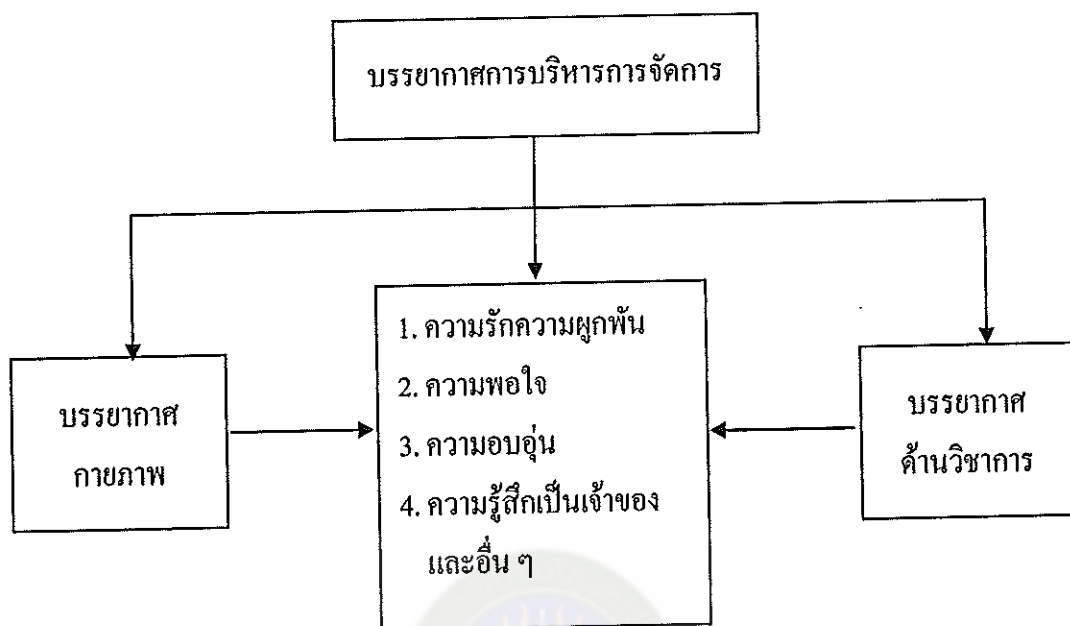 บรรยากาศการบริหารการจัดการ
บรรยากาศ
กายภาพ
1. ความรักความผูกพัน
2. ความพอใจ
3. ความอบอุ่น
4. ความรู้สึกเป็นเจ้าของ
และอื่น ๆ
บรรยากาศ
ด้านวิชาการ